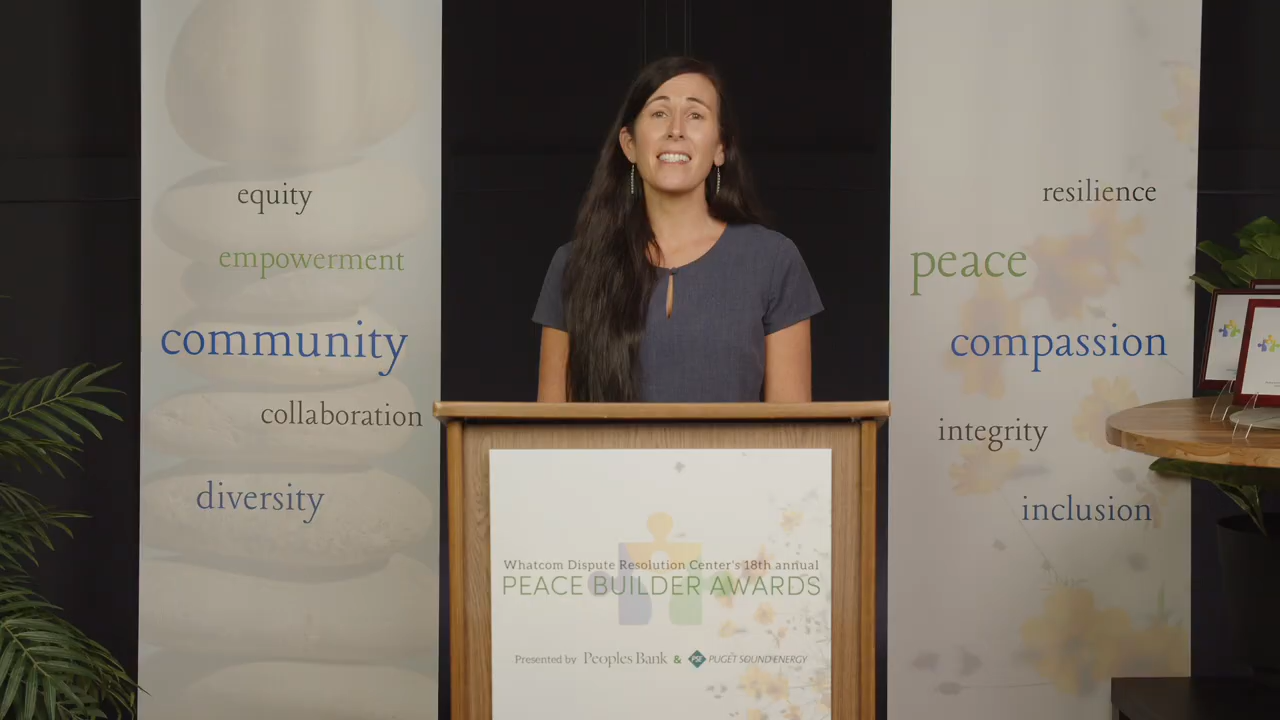 equity
empowerment
community
collaboration
diversity
resilience
peace
compassion
integrity
inclusion
Whatcom Dispute Resolution Center's 18th annual
PEACE BUILDER AWARDS
Presented by Peoples Bank & PSE PUGET SOUND ENERGY